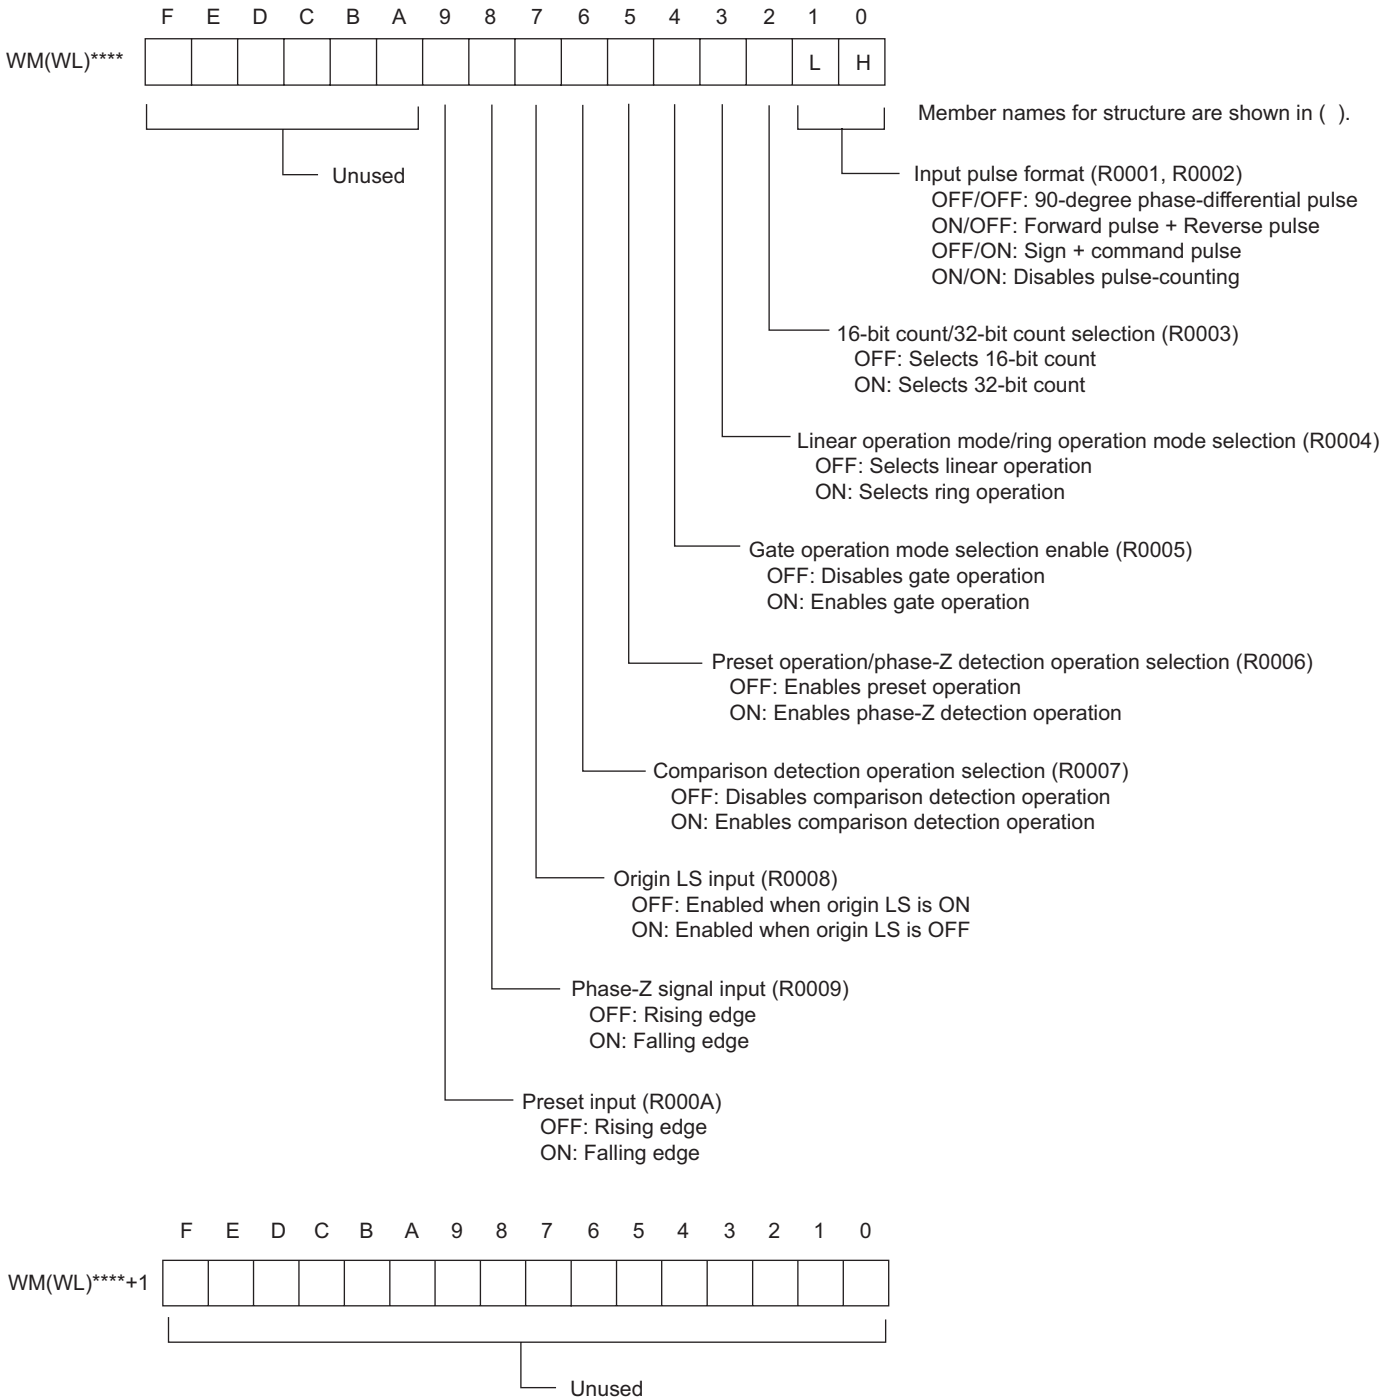 F E D C B A 9 8 7 6 5 4 3 2 1 0
WM(WL)**** L H
Member names for structure are shown in ( ).
Unused
Input pulse format (R0001, R0002)
OFF/OFF: 90-degree phase-differential pulse
ON/OFF: Forward pulse + Reverse pulse
OFF/ON: Sign + command pulse
ON/ON: Disables pulse-counting
16-bit count/32-bit count selection (R0003)
OFF: Selects 16-bit count
ON: Selects 32-bit count
Linear operation mode/ring operation mode selection (R0004)
OFF: Selects linear operation
ON: Selects ring operation
Gate operation mode selection enable (R0005)
OFF: Disables gate operation
ON: Enables gate operation
Preset operation/phase-Z detection operation selection (R0006)
OFF: Enables preset operation
ON: Enables phase-Z detection operation
Comparison detection operation selection (R0007)
OFF: Disables comparison detection operation
ON: Enables comparison detection operation
Origin LS input (R0008)
OFF: Enabled when origin LS is ON
ON: Enabled when origin LS is OFF
Phase-Z signal input (R0009)
OFF: Rising edge
ON: Falling edge
Preset input (R000A)
OFF: Rising edge
ON: Falling edge
F E D C B A 9 8 7 6 5 4 3 2 1 0
WM(WL)****+1
Unused